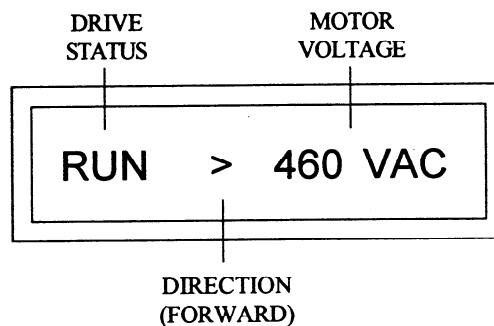 DRIVE
STATUS
MOTOR
VOLTAGE
RUN > 460 VAC
DIRECTION
(FORWARD)